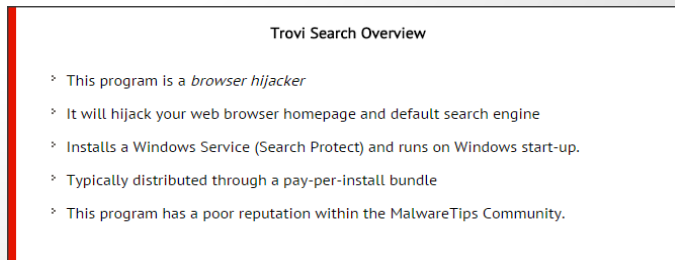 Trovi Search Overview
This program is a browser hijacker
It will hijack your web browser homepage and default search engine
Installs a Windows Service (Search Protect) and runs on Windows start-up.
Typically distributed through a pay-per-install bundle
This program has a poor reputation within the MalwareTips Community.